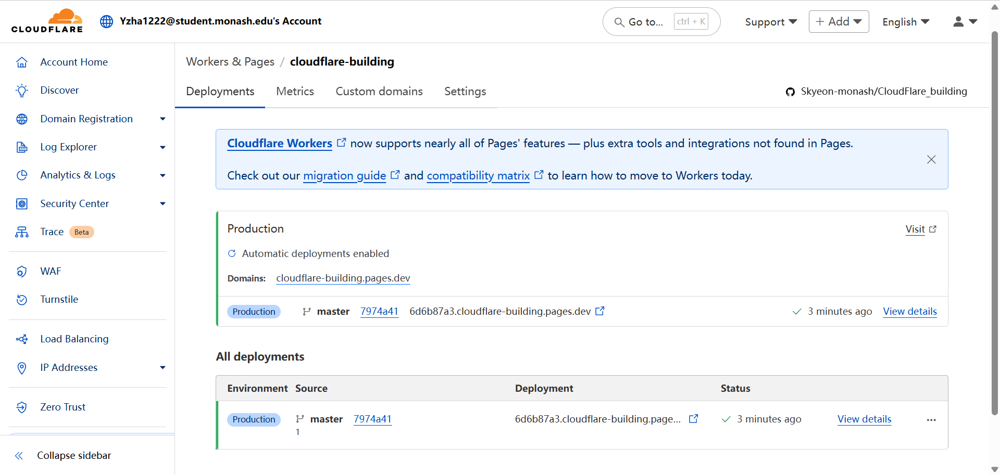 CLOUDFLARE
Yzha1222@student.monash.edu's Account
Go to... ctrl + K
Support
+ Add
English
Account Home
Discover
Domain Registration
Log Explorer
Analytics & Logs
Security Center
Trace Beta
WAF
Turnstile
Load Balancing
IP Addresses
Zero Trust
Collapse sidebar
Workers & Pages / cloudflare-building
Deployments Metrics Custom domains Settings
Skyeon-monash/CloudFlare_building
Cloudflare Workers now supports nearly all of Pages' features — plus extra tools and integrations not found in Pages.
Check out our migration guide and compatibility matrix to learn how to move to Workers today.
Production
Visit
Automatic deployments enabled
Domains: cloudflare-building.pages.dev
Production master 7974a41 6d6b87a3.cloudflare-building.pages.dev 3 minutes ago View details
All deployments
Environment Source Deployment Status
Production master 7974a41 6d6b87a3.cloudflare-building.page... 3 minutes ago View details ...
1